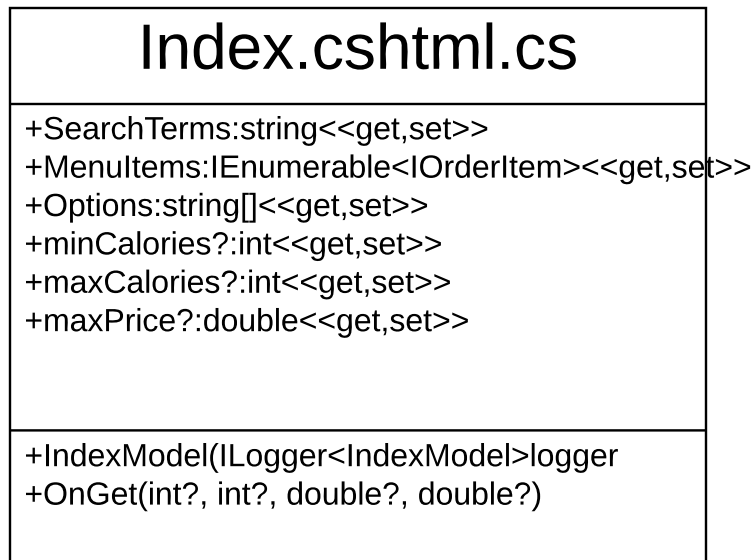 Index.cshtml.cs
+SearchTerms:string<<get,set>>
+MenuItems:IEnumerable<IOrderItem><<get,set>>
+Options:string[]<<get,set>>
+minCalories?:int<<get,set>>
+maxCalories?:int<<get,set>>
+maxPrice?:double<<get,set>>
+IndexModel(ILogger<IndexModel>logger
+OnGet(int?, int?, double?, double?)